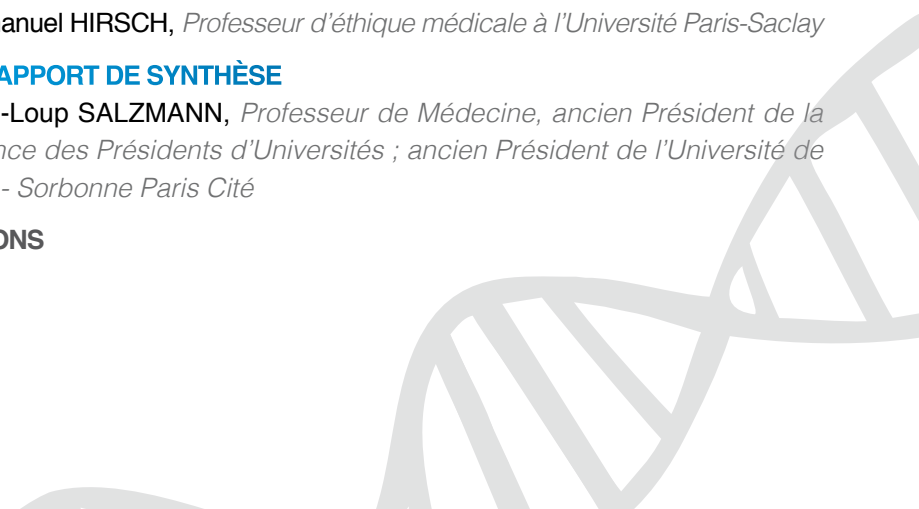 anuel HIRSCH, Professeur d'éthique médicale à l'Université Paris-Saclay
APPORT DE SYNTHÈSE
-Loup SALZMANN, Professeur de Médecine, ancien Président de la
nce des Présidents d'Universités ; ancien Président de l'Université de
- Sorbonne Paris Cité
ONS